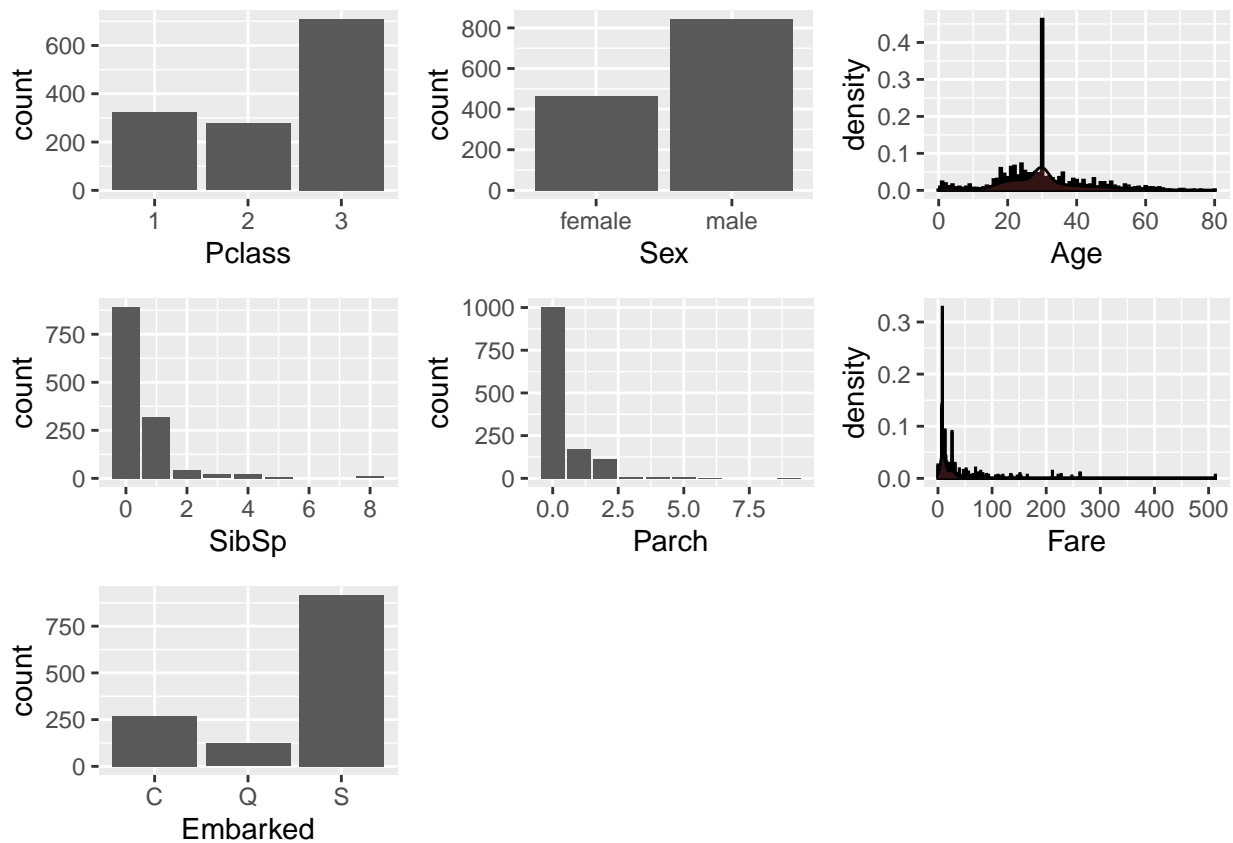 count
600
400
200
0
1 2 3
Pclass
count
800
600
400
200
0
female male
Sex
density
0.4
0.3
0.2
0.1
0.0
0 20 40 60 80
Age
count
750
500
250
0
0 2 4 6 8
SibSp
count
1000
750
500
250
0
0.0 2.5 5.0 7.5
Parch
density
0.3
0.2
0.1
0.0
0 100 200 300 400 500
Fare
count
750
500
250
0
C Q S
Embarked